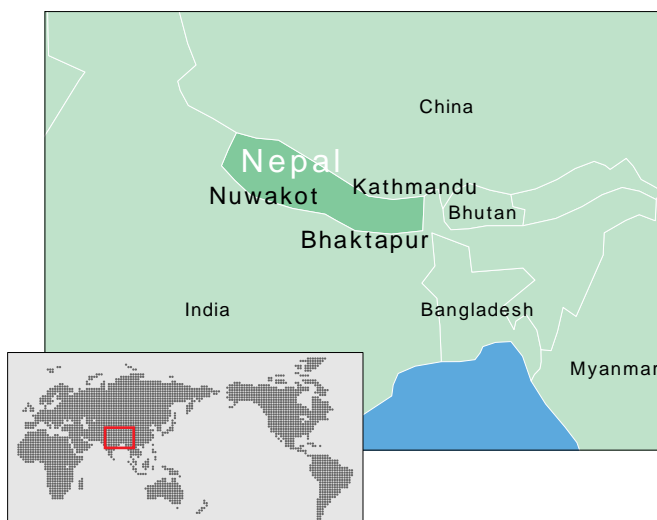 China
Nepal
Kathmandu
Nuwakot
Bhutan
Bhaktapur
India
Bangladesh
Myanmar